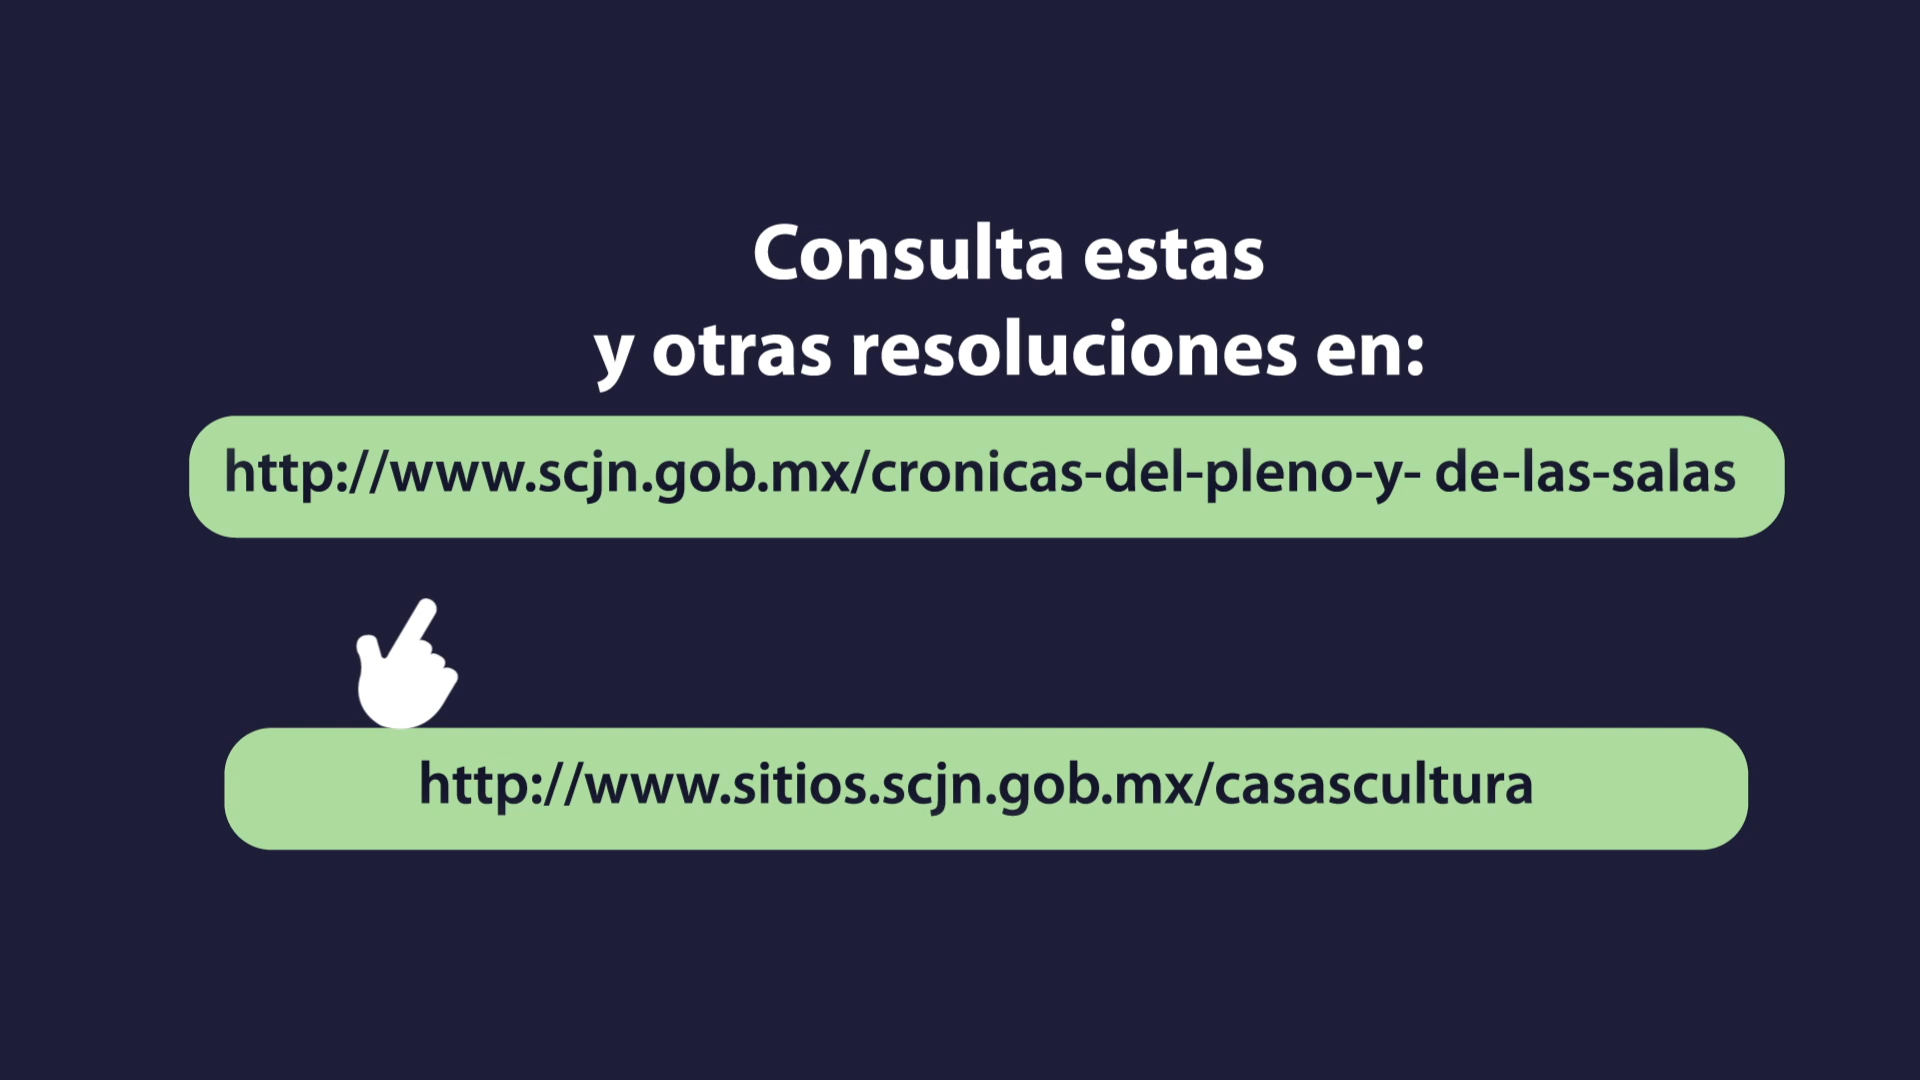 Consulta estas
y otras resoluciones en:
http://www.scjn.gob.mx/cronicas-del-pleno-y- de-las-salas
http://www.sitios.scjn.gob.mx/casascultura